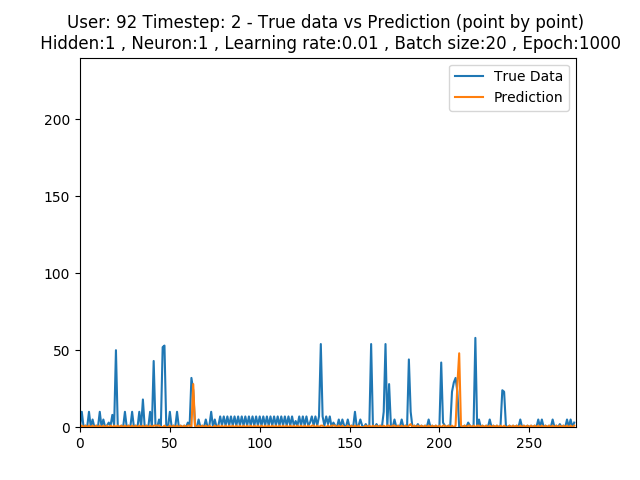 User: 92 Timestep: 2 - True data vs Prediction (point by point)
Hidden:1 , Neuron:1 , Learning rate:0.01 , Batch size:20 , Epoch:1000
True Data
Prediction
200
150
100
50
0
0 50 100 150 200 250